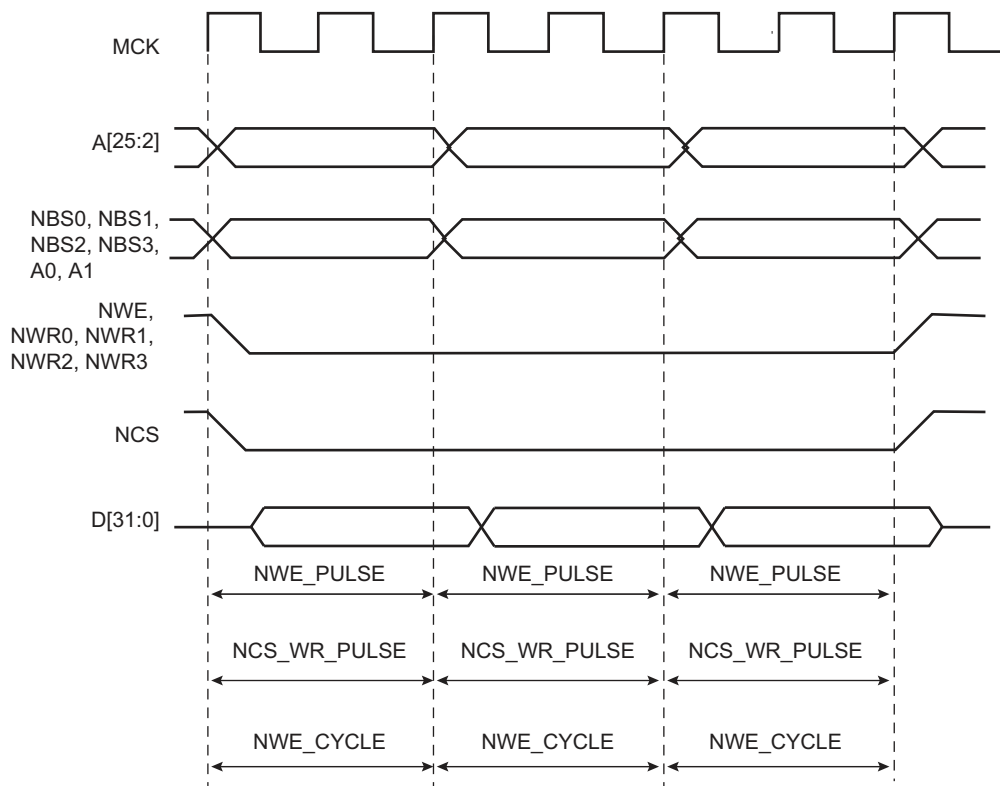 MCK
A[25:2]
NBS0, NBS1,
NBS2, NBS3,
A0, A1
NWE,
NWR0, NWR1,
NWR2, NWR3
NCS
D[31:0]
NWE_PULSE NWE_PULSE NWE_PULSE
NCS_WR_PULSE NCS_WR_PULSE NCS_WR_PULSE
NWE_CYCLE NWE_CYCLE NWE_CYCLE